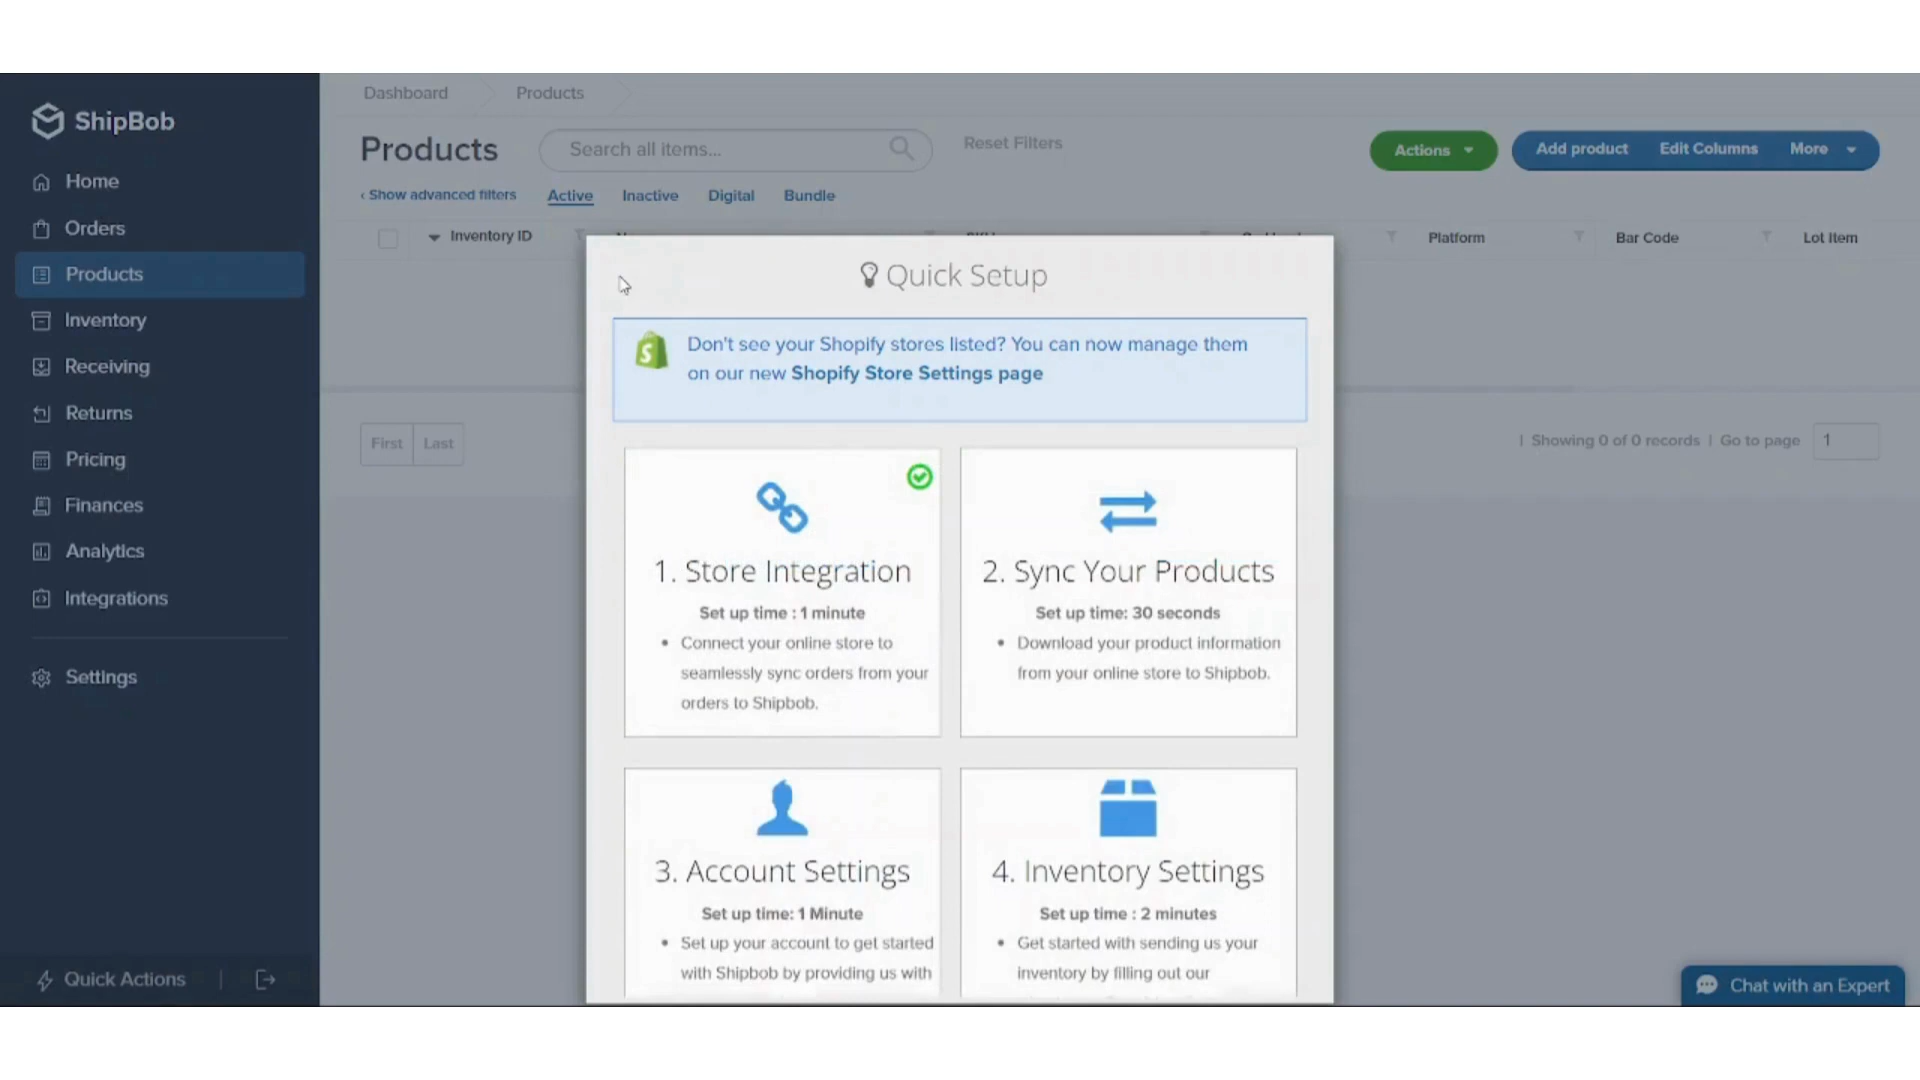 ShipBob
Home
Orders
Products
Inventory
Receiving
Returns
Pricing
Finances
Analytics
Integrations
Settings
Quick Actions
Dashboard
Products
Products
Search all items...
Reset Filters
Actions
Add product
Edit Columns
More
‹ Show advanced filters
Active
Inactive
Digital
Bundle
Inventory ID
Platform
Bar Code
Lot Item
First
Last
| Showing 0 of 0 records | Go to page
1
Quick Setup
Don't see your Shopify stores listed? You can now manage them
on our new Shopify Store Settings page
1. Store Integration
Set up time : 1 minute
• Connect your online store to
seamlessly sync orders from your
orders to Shipbob.
2. Sync Your Products
Set up time: 30 seconds
• Download your product information
from your online store to Shipbob.
3. Account Settings
Set up time: 1 Minute
• Set up your account to get started
with Shipbob by providing us with
4. Inventory Settings
Set up time : 2 minutes
• Get started with sending us your
inventory by filling out our
Chat with an Expert